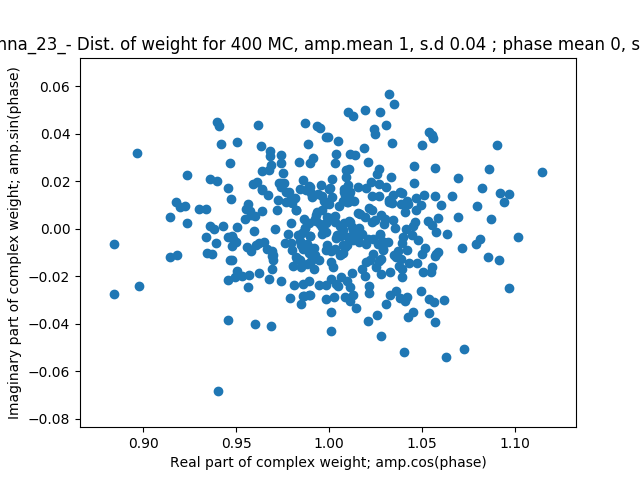 nna_23_- Dist. of weight for 400 MC, amp.mean 1, s.d 0.04 ; phase mean 0, s
0.06
0.04
0.02
0.00
−0.02
−0.04
−0.06
−0.08
Imaginary part of complex weight; amp.sin(phase)
0.90 0.95 1.00 1.05 1.10
Real part of complex weight; amp.cos(phase)